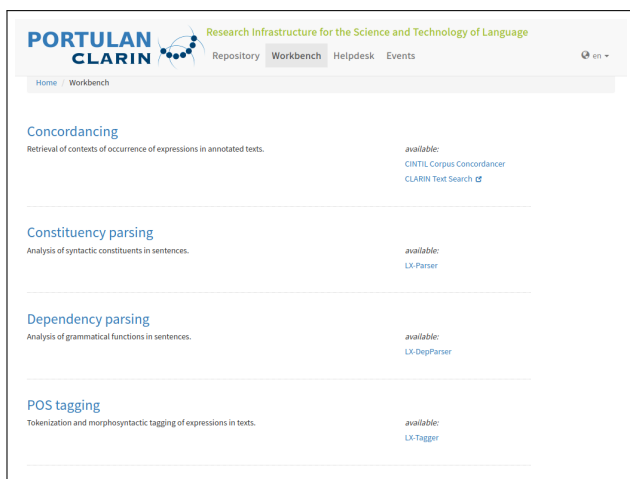 PORTULAN
CLARIN
Research Infrastructure for the Science and Technology of Language
Repository Workbench Helpdesk Events en
Home / Workbench
Concordancing
Retrieval of contexts of occurrence of expressions in annotated texts.
available:
CINTIL Corpus Concordancer
CLARIN Text Search
Constituency parsing
Analysis of syntactic constituents in sentences.
available:
LX-Parser
Dependency parsing
Analysis of grammatical functions in sentences.
available:
LX-DepParser
POS tagging
Tokenization and morphosyntactic tagging of expressions in texts.
available:
LX-Tagger